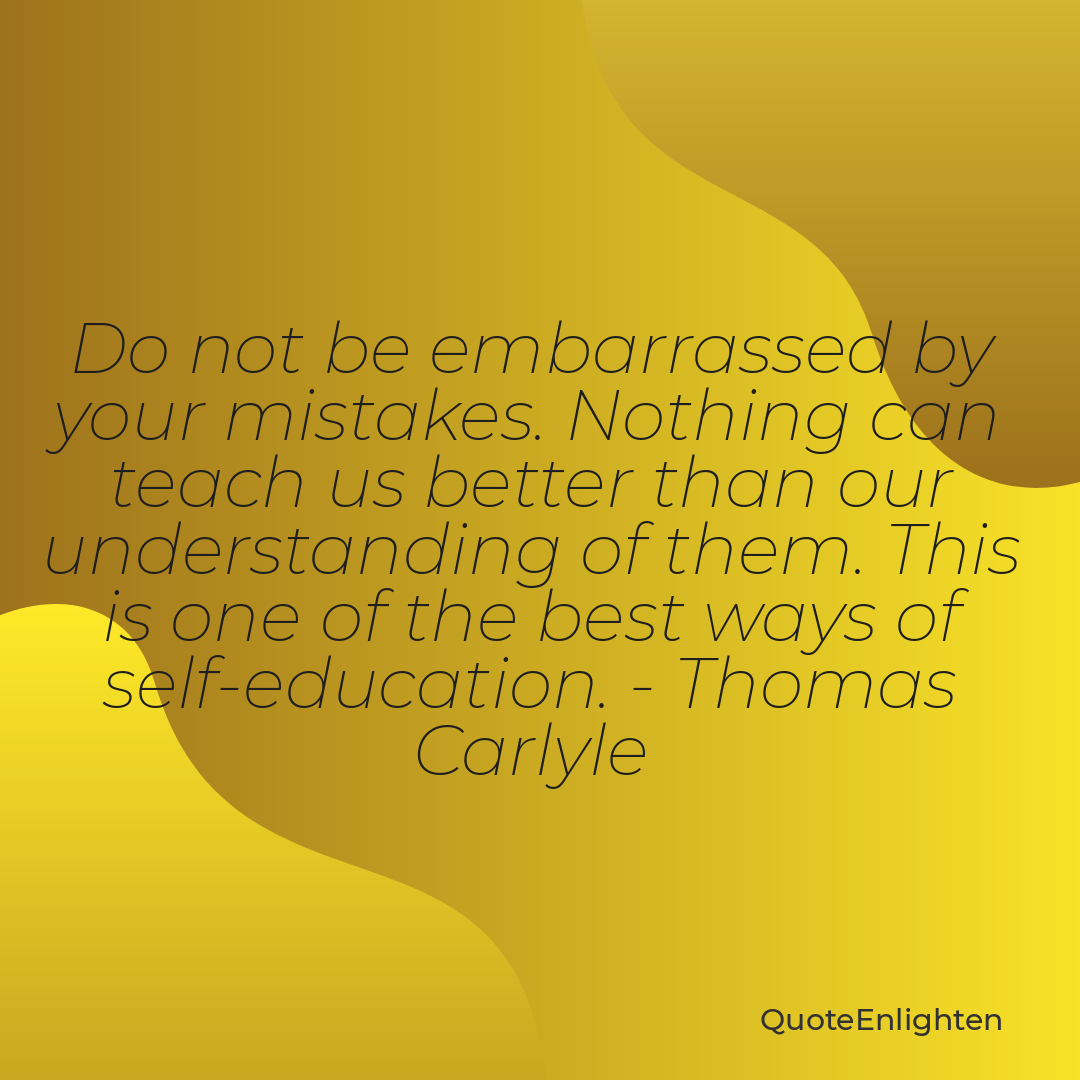 Do not be embarrassed by
your mistakes. Nothing can
teach us better than our
understanding of them. This
is one of the best ways of
self-education. - Thomas
Carlyle
QuoteEnlighten